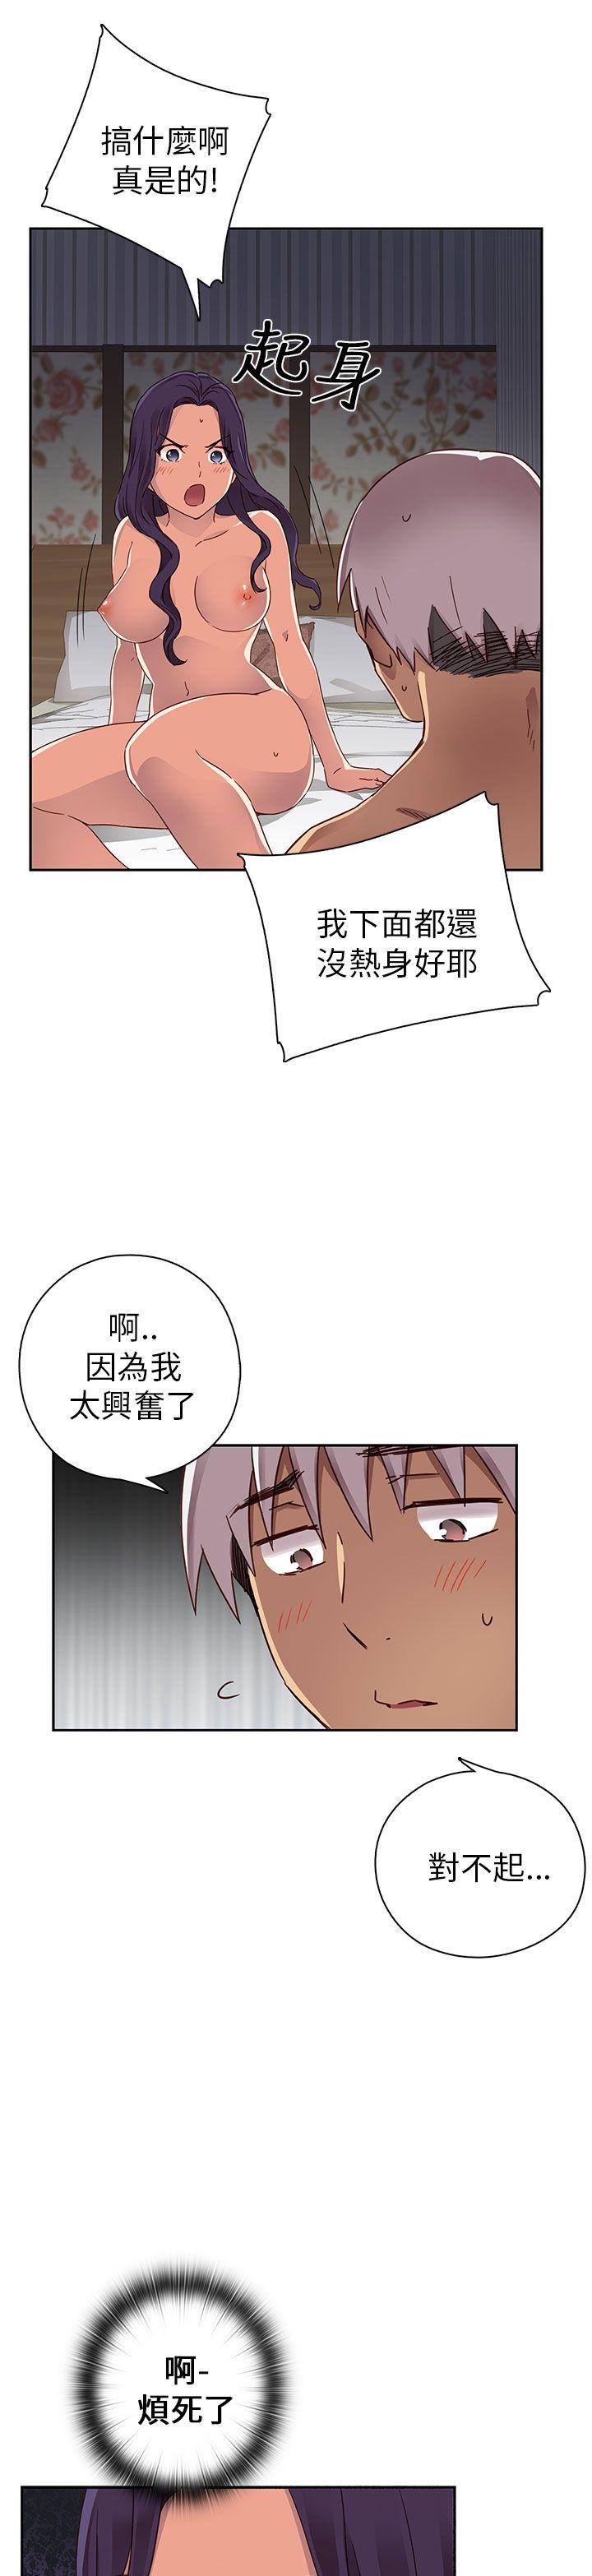 搞什麼啊
真是的!
起身
我下面都還
沒熱身好耶
啊..
因為我
太興奮了
對不起...
啊-
煩死了